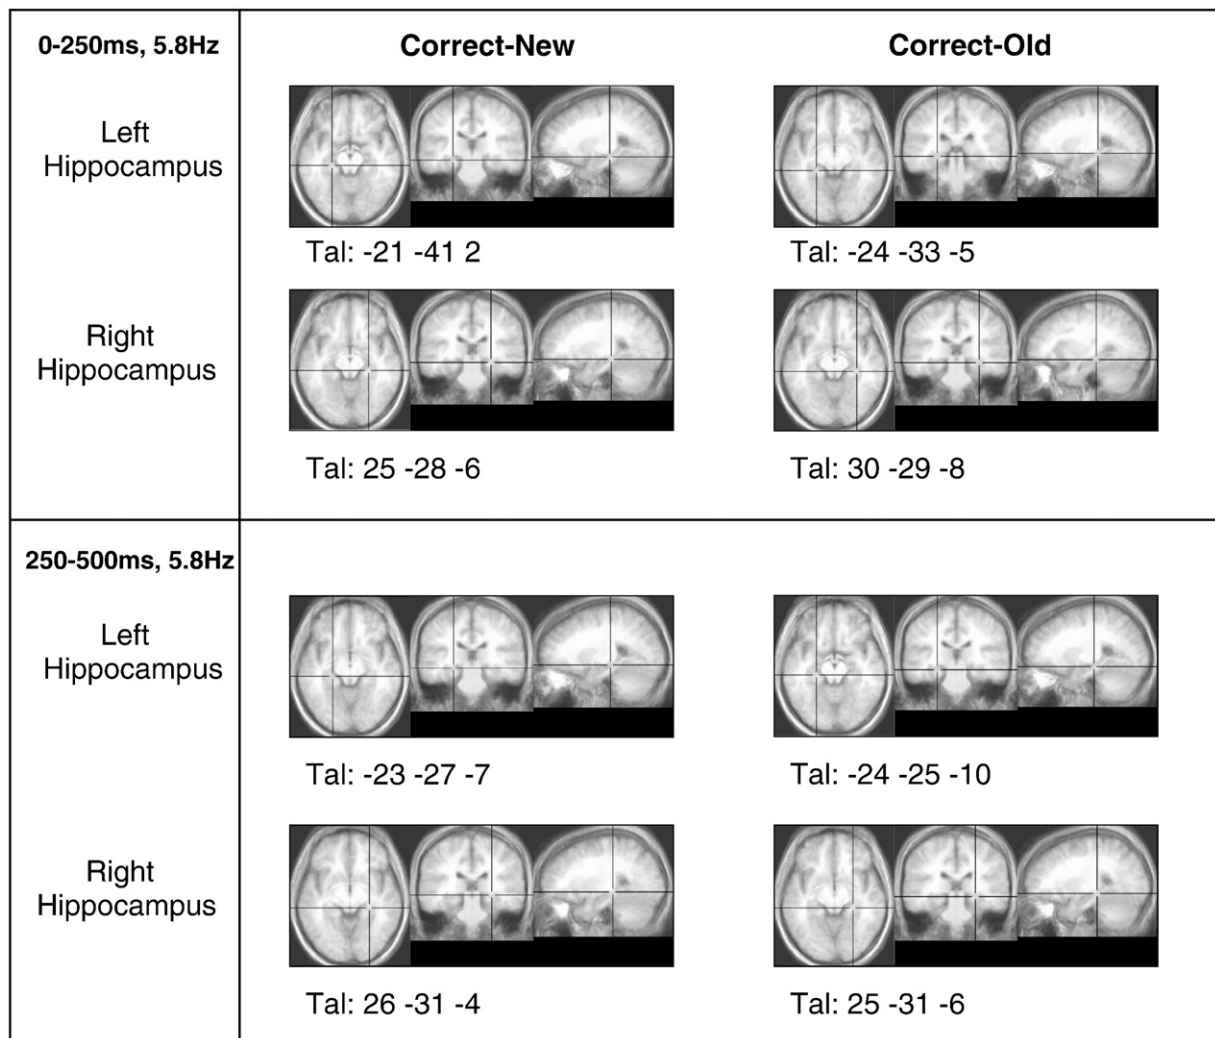 0-250ms, 5.8Hz
Correct-New
Correct-Old
Left
Hippocampus
Tal: -21 -41 2
Tal: -24 -33 -5
Right
Hippocampus
Tal: 25 -28 -6
Tal: 30 -29 -8
250-500ms, 5.8Hz
Left
Hippocampus
Tal: -23 -27 -7
Tal: -24 -25 -10
Right
Hippocampus
Tal: 26 -31 -4
Tal: 25 -31 -6